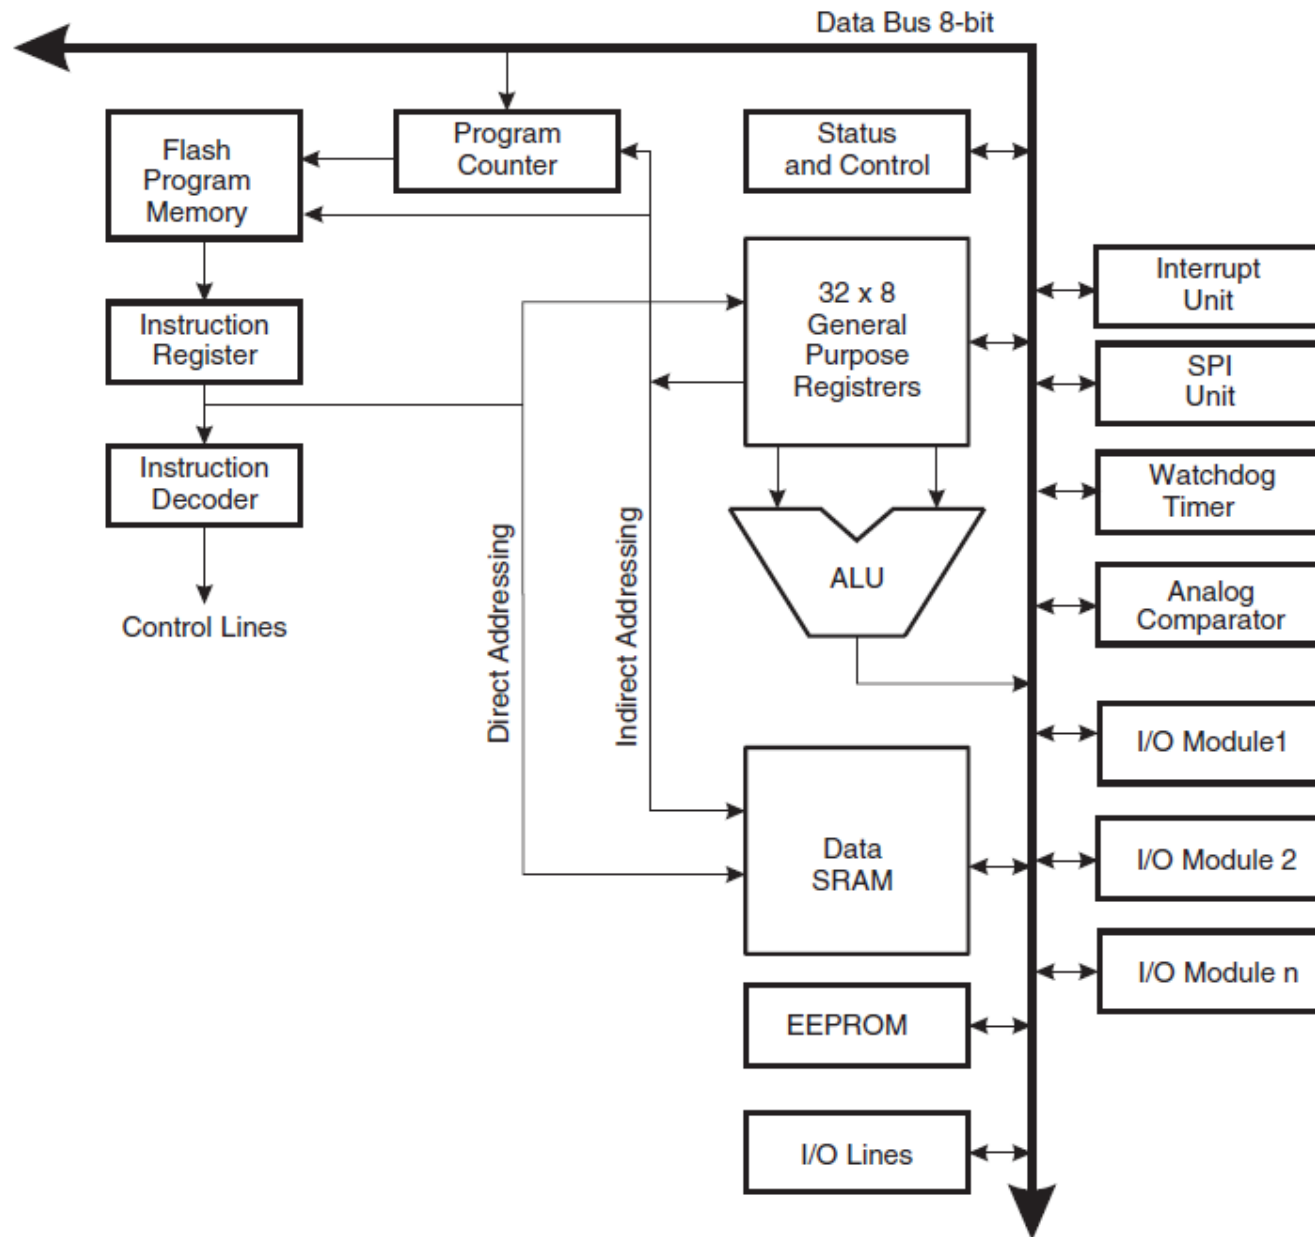 Data Bus 8-bit
Flash
Program
Memory
Program
Counter
Status
and Control
32 x 8
General
Purpose
Registrers
Interrupt
Unit
Instruction
Register
SPI
Unit
Instruction
Decoder
Watchdog
Timer
Control Lines
Direct Addressing
Indirect Addressing
ALU
Analog
Comparator
I/O Module1
Data
SRAM
I/O Module 2
I/O Module n
EEPROM
I/O Lines